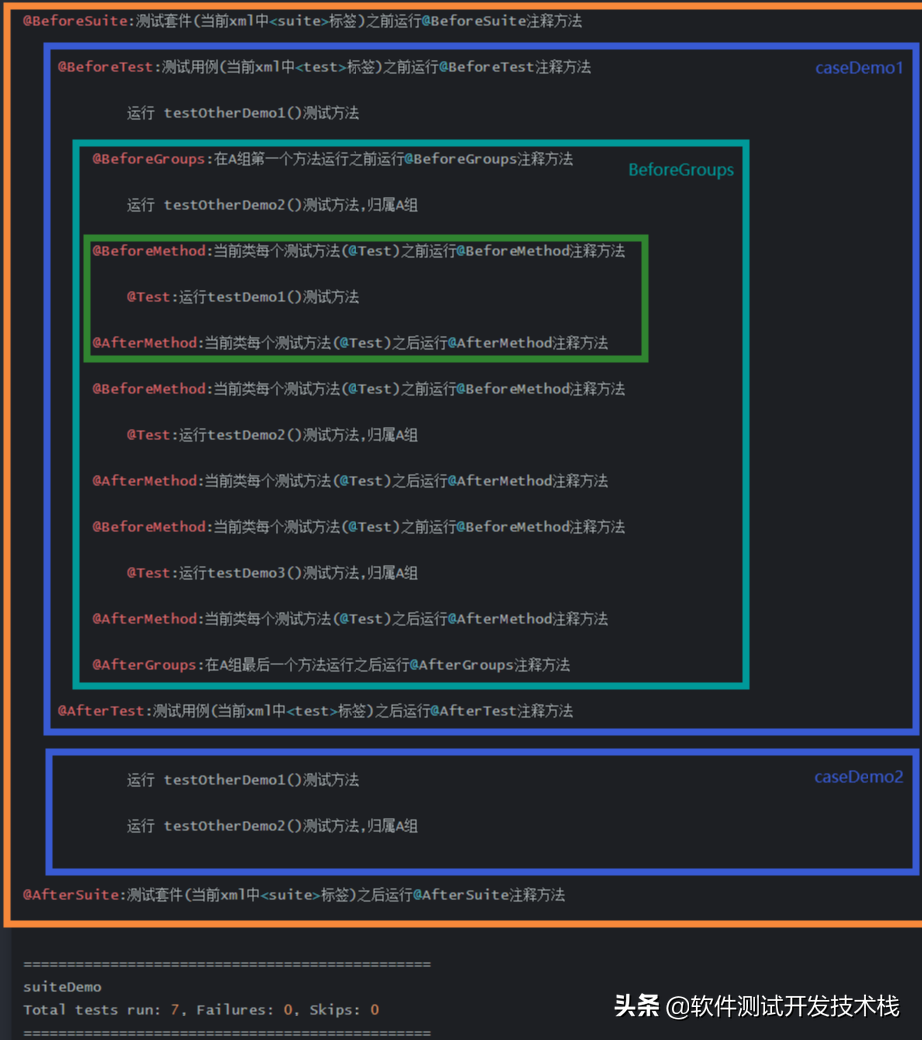 @BeforeSuite:测试套件(当前xml中<suite>标签)之前运行@BeforeSuite注释方法
@BeforeTest:测试用例(当前xml中<test>标签)之前运行@BeforeTest注释方法
caseDemo1
运行 testOtherDemo1()测试方法
@BeforeGroups:在A组第一个方法运行之前运行@BeforeGroups注释方法
BeforeGroups
运行 testOtherDemo2()测试方法,归属A组
@BeforeMethod:当前类每个测试方法(@Test)之前运行@BeforeMethod注释方法
@Test:运行testDemo1()测试方法
@AfterMethod:当前类每个测试方法(@Test)之后运行@AfterMethod注释方法
@BeforeMethod:当前类每个测试方法(@Test)之前运行@BeforeMethod注释方法
@Test:运行testDemo2()测试方法,归属A组
@AfterMethod:当前类每个测试方法(@Test)之后运行@AfterMethod注释方法
@BeforeMethod:当前类每个测试方法(@Test)之前运行@BeforeMethod注释方法
@Test:运行testDemo3()测试方法,归属A组
@AfterMethod:当前类每个测试方法(@Test)之后运行@AfterMethod注释方法
@AfterGroups:在A组最后一个方法运行之后运行@AfterGroups注释方法
@AfterTest:测试用例(当前xml中<test>标签)之后运行@AfterTest注释方法
运行 testOtherDemo1()测试方法
caseDemo2
运行 testOtherDemo2()测试方法,归属A组
@AfterSuite:测试套件(当前xml中<suite>标签)之后运行@AfterSuite注释方法
===============================================
suiteDemo
Total tests run: 7, Failures: 0, Skips: 0
===============================================
头条 @软件测试开发技术栈